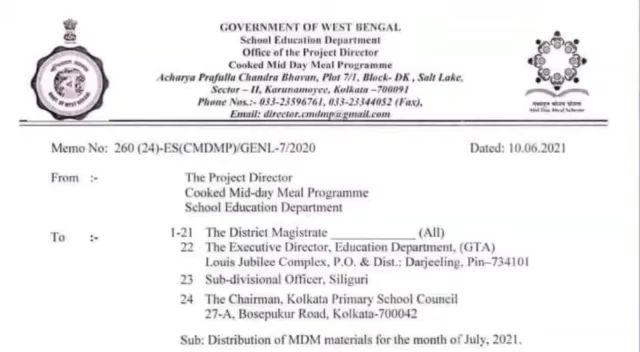 GOVERNMENT OF WEST BENGAL
School Education Department
Office of the Project Director
Cooked Mid Day Meal Programme
Acharya Prafulla Chandra Bhavan, Plot 7/1, Block- DK , Salt Lake,
Sector – II, Karunamoyee, Kolkata –700091
Phone Nos.:- 033-23596761, 033-23344052 (Fax),
Email: director.cmdmp@gmail.com
Mid Day Meal Scheme
Memo No: 260 (24)-ES(CMDMP)/GENL-7/2020 Dated: 10.06.2021
From :- The Project Director
Cooked Mid-day Meal Programme
School Education Department
To :- 1-21 The District Magistrate ______________ (All)
22 The Executive Director, Education Department, (GTA)
Louis Jubilee Complex, P.O. & Dist.: Darjeeling, Pin–734101
23 Sub-divisional Officer, Siliguri
24 The Chairman, Kolkata Primary School Council
27-A, Bosepukur Road, Kolkata-700042
Sub: Distribution of MDM materials for the month of July, 2021.